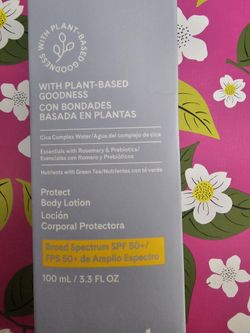 WITH PLANT-BASED GOODNESS
WITH PLANT-BASED
GOODNESS
CON BONDADES
BASADA EN PLANTAS
Cica Complex Water/Agua del complejo de cica
Essentials with Rosemary & Prebiotics/
Esenciales con Romero y Prebióticos
Nutrients with Green Tea/Nutrientes con té verde
Protect
Body Lotion
Loción
Corporal Protectora
Broad Spectrum SPF 50+/
FPS 50+ de Amplio Espectro
100 mL / 3.3 FL OZ